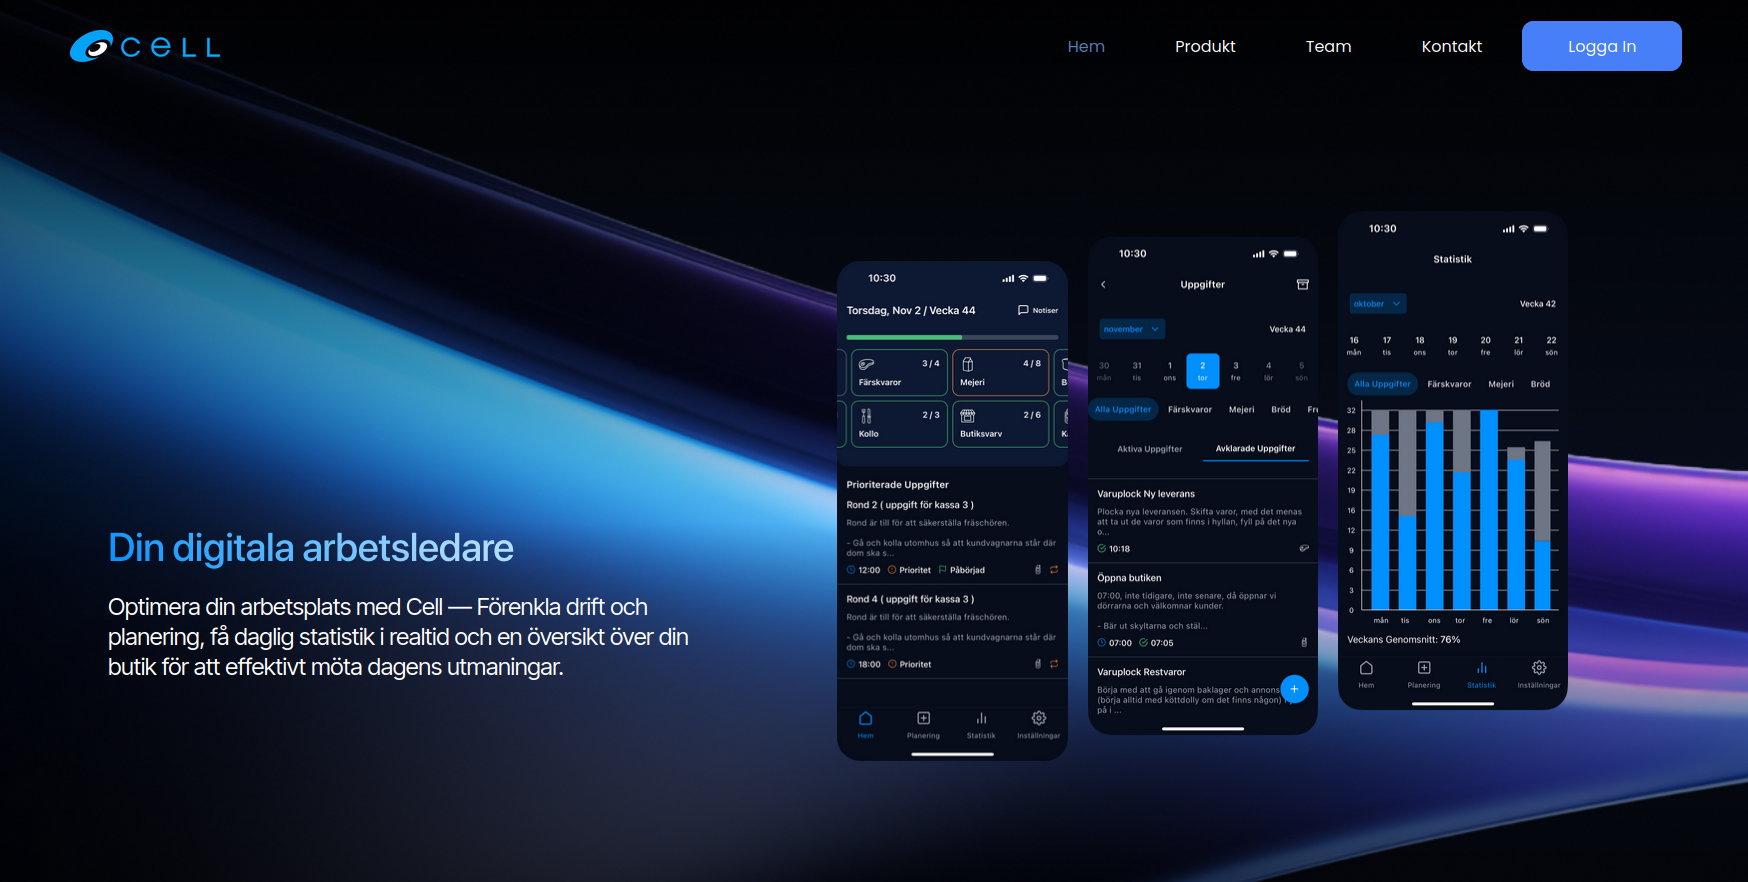 cell
Hem
Produkt
Team
Kontakt
Logga In
Din digitala arbetsledare
Optimera din arbetsplats med Cell — Förenkla drift och
planering, få daglig statistik i realtid och en översikt över din
butik för att effektivt möta dagens utmaningar.
10:30
Torsdag, Nov 2 / Vecka 44
Notiser
3 / 4
Färskvaror
4 / 8
Mejeri
B
2 / 3
Kollo
2 / 6
Butiksvarv
K
Prioriterade Uppgifter
Rond 2 ( uppgift för kassa 3 )
Rond är till för att säkerställa fräschören.
- Gå och kolla utomhus så att kundvagnarna står där
dom ska s...
12:00 Prioritet Påbörjad
Rond 4 ( uppgift för kassa 3 )
Rond är till för att säkerställa fräschören.
- Gå och kolla utomhus så att kundvagnarna står där
dom ska s...
18:00 Prioritet
Hem Planering Statistik Inställningar
10:30
Uppgifter
november
Vecka 44
30 31 1 2 3 4 5
mån tis ons tor fre lör sön
Alla Uppgifter Färskvaror Mejeri Bröd Fru
Aktiva Uppgifter Avklarade Uppgifter
Varuplock Ny leverans
Plocka nya leveransen. Skifta varor, med det menas
att ta ut de varor som finns i hyllan, fyll på det nya
o...
10:18
Öppna butiken
07:00, inte tidigare, inte senare, då öppnar vi
dörrarna och välkomnar kunder.
- Bär ut skyltarna och stäl...
07:00 07:05
Varuplock Restvaror
Börja med att gå igenom baklager och annons
(börja alltid med köttdolly om det finns någon)
på i ...
+
10:30
Statistik
oktober
Vecka 42
16 17 18 19 20 21 22
mån tis ons tor fre lör sön
Alla Uppgifter Färskvaror Mejeri Bröd
32
28
25
22
19
16
12
9
6
3
0
mån tis ons tor fre lör sön
Veckans Genomsnitt: 76%
Hem Planering Statistik Inställningar